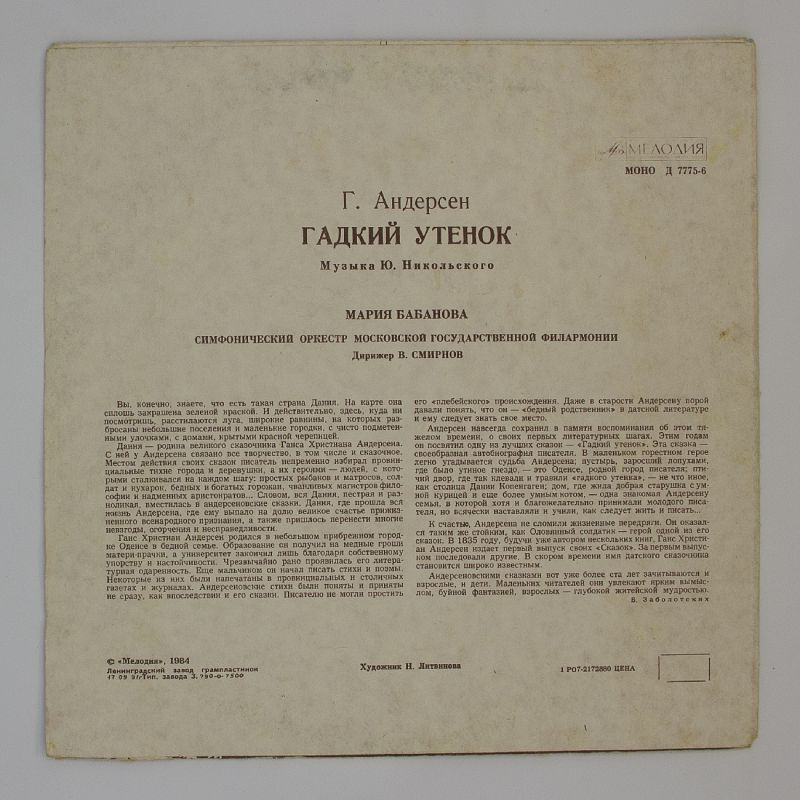 МЕЛОДИЯ
МОНО Д 7775-6
Г. Андерсен
ГАДКИЙ УТЕНОК
Музыка Ю. Никольского
МАРИЯ БАБАНОВА
СИМФОНИЧЕСКИЙ ОРКЕСТР МОСКОВСКОЙ ГОСУДАРСТВЕННОЙ ФИЛАРМОНИИ
Дирижер В. СМИРНОВ
Вы, конечно, знаете, что есть такая страна Дания. На карте она
сплошь закрашена зеленой краской. И действительно, здесь, куда ни
посмотришь, расстилаются луга, широкие равнины, на которых раз-
бросаны небольшие поселения и маленькие городки, с чисто подметен-
ными улочками, с домами, крытыми красной черепицей.
Дания — родина великого сказочника Ганса Христиана Андерсена.
С ней у Андерсена связано все творчество, в том числе и сказочное.
Местом действия своих сказок писатель непременно избирал провин-
циальные тихие города и деревушки, а их героями — людей, с кото-
рыми сталкивался на каждом шагу: простых рыбаков и матросов, сол-
дат и кухарок, бедных и богатых горожан, чванливых магистров фило-
софии и надменных аристократов... Словом, вся Дания, пестрая и раз-
ноликая, вместилась в андерсеновские сказки. Дания, где прошла вся
жизнь Андерсена, где ему выпало на долю великое счастье прижиз-
ненного всенародного признания, а также пришлось перенести многие
невзгоды, огорчения и несправедливости.
Ганс Христиан Андерсен родился в небольшом прибрежном город-
ке Оденсе в бедной семье. Образование он получил на медные гроши
матери-прачки, а университет закончил лишь благодаря собственному
упорству и настойчивости. Чрезвычайно рано проявилась его литера-
турная одаренность. Еще мальчиком он начал писать стихи и поэмы.
Некоторые из них были напечатаны в провинциальных и столичных
газетах и журналах. Андерсеновские стихи были поняты и приняты
не сразу, как впоследствии и его сказки. Писателю не могли простить
его «плебейского» происхождения. Даже в старости Андерсену порой
давали понять, что он — «бедный родственник» в датской литературе
и ему следует знать свое место.
Андерсен навсегда сохранил в памяти воспоминания об этом тя-
желом времени, о своих первых литературных шагах. Этим годам
он посвятил одну из лучших сказок — «Гадкий утенок». Эта сказка —
своеобразная автобиография писателя. В маленьком горестном герое
легко угадывается судьба Андерсена; пустырь, заросший лопухами,
где было утиное гнездо, — это Оденсе, родной город писателя; пти-
чий двор, где так клевали и травили «гадкого утенка», — не что иное,
как столица Дании Копенгаген; дом, где жила добрая старушка с ум-
ной курицей и еще более умным котом, — одна знакомая Андерсену
семья, в которой хотя и благожелательно принимали молодого писа-
теля, но всячески наставляли и учили, как следует жить и писать...
К счастью, Андерсена не сломили жизненные передряги. Он оказал-
ся таким же стойким, как Оловянный солдатик — герой одной из его
сказок. В 1835 году, будучи уже автором нескольких книг, Ганс Христи-
ан Андерсен издает первый выпуск своих «Сказок». За первым выпус-
ком последовали другие. В скором времени имя датского сказочника
становится широко известным.
Андерсеновскими сказками вот уже более ста лет зачитываются и
взрослые, и дети. Маленьких читателей они увлекают ярким вымыс-
лом, буйной фантазией, взрослых — глубокой житейской мудростью.
В. Заболотских
© «Мелодия», 1984
Ленинградский завод грампластинок
Тип. завода З. 790-0-7500
Художник Н. Литвинова
1 Р07-2172880 ЦЕНА